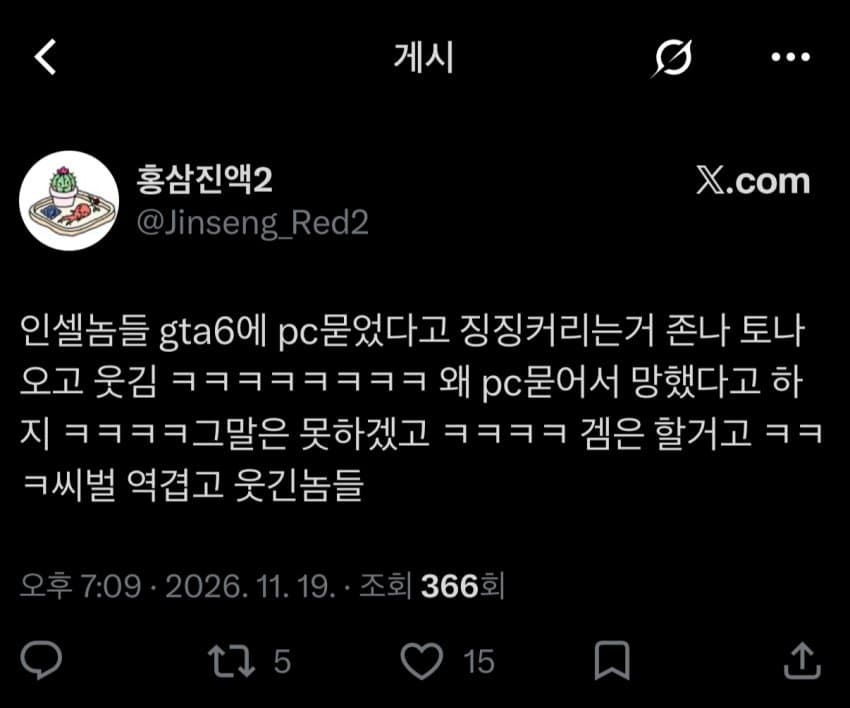 게시
홍삼진액2
@Jinseng_Red2
X.com
인셀놈들 gta6에 pc묻었다고 징징커리는거 존나 토나
오고 웃김 ㅋㅋㅋㅋㅋㅋㅋㅋ 왜 pc묻어서 망했다고 하
지 ㅋㅋㅋㅋ그말은 못하겠고 ㅋㅋㅋㅋ 겜은 할거고 ㅋㅋ
ㅋ씨벌 역겹고 웃긴놈들
오후 7:09 · 2026. 11. 19. · 조회 366회
5
15